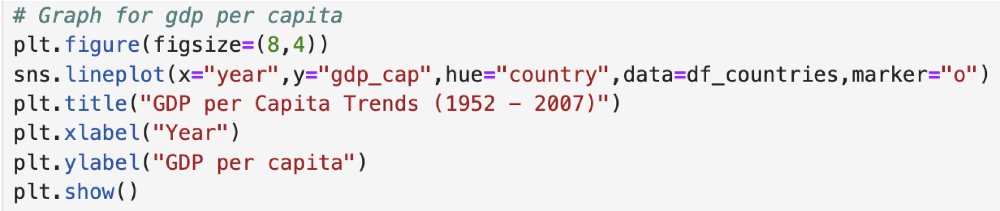 # Graph for gdp per capita
plt.figure(figsize=(8,4))
sns.lineplot(x="year",y="gdp_cap",hue="country",data=df_countries,marker="o")
plt.title("GDP per Capita Trends (1952 – 2007)")
plt.xlabel("Year")
plt.ylabel("GDP per capita")
plt.show()